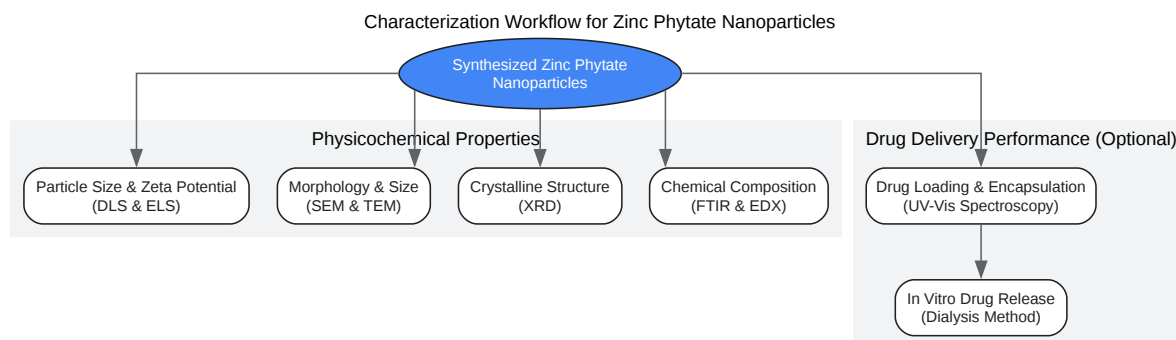 Characterization Workflow for Zinc Phytate Nanoparticles
Synthesized Zinc Phytate
Nanoparticles
Physicochemical Properties
Drug Delivery Performance (Optional)
Particle Size & Zeta Potential
(DLS & ELS)
Morphology & Size
(SEM & TEM)
Crystalline Structure
(XRD)
Chemical Composition
(FTIR & EDX)
Drug Loading & Encapsulation
(UV-Vis Spectroscopy)
In Vitro Drug Release
(Dialysis Method)